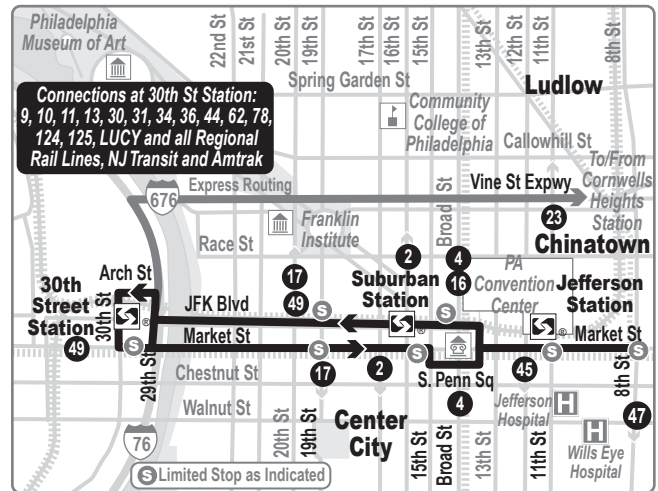 Philadelphia
Museum of Art
22nd St
21st St
20th St
19th St
17th St
16th St
15th St
13th St
12th St
11th St
8th St
Spring Garden St
Ludlow
Connections at 30th St Station:
9, 10, 11, 13, 30, 31, 34, 36, 44, 62, 78,
124, 125, LUCY and all Regional
Rail Lines, NJ Transit and Amtrak
Community
College of
Philadelphia
Callowhill St
To/From
Cornwells
Heights
Station
Express Routing
Vine St Expwy
676
Broad St
23
Franklin
Institute
Race St
2
4
Chinatown
30th
Street
Station
49
Arch St
30th St
17
49
Suburban
Station
16
PA
Convention
Center
Jefferson
Station
JFK Blvd
S
S
®
®
®
Market St
Market St
S
S
S
S
29th St
Chestnut St
17
2
S. Penn Sq
45
8th St
Walnut St
4
Jefferson
Hospital
H
47
Center
City
H
Wills Eye
Hospital
76
20th St
19th St
15th St
Broad St
13th St
11th St
S Limited Stop as Indicated